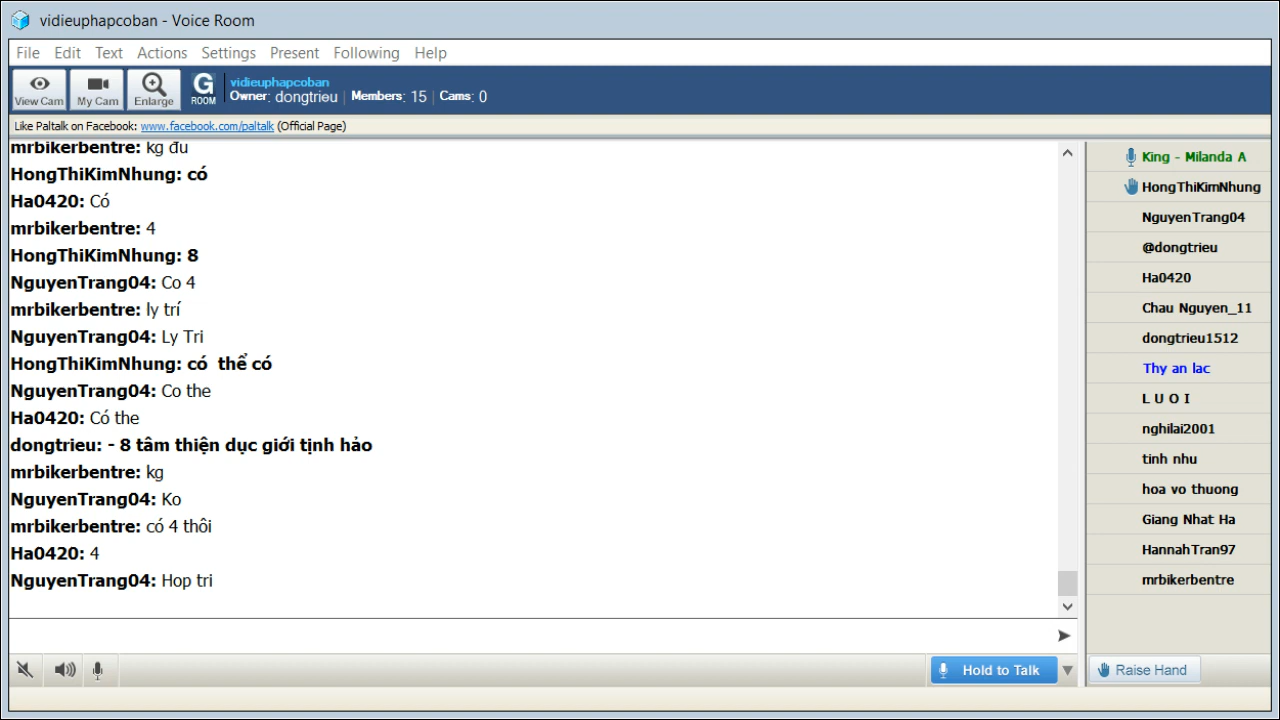 vidieuphapcoban - Voice Room
File Edit Text Actions Settings Present Following Help
View Cam
My Cam
Enlarge
G ROOM
vidieuphapcoban
Owner: dongtrieu | Members: 15 | Cams: 0
Like Paltalk on Facebook: www.facebook.com/paltalk (Official Page)
mrbikerbentre: kg đu
HongThiKimNhung: có
Ha0420: Có
mrbikerbentre: 4
HongThiKimNhung: 8
NguyenTrang04: Co 4
mrbikerbentre: ly trí
NguyenTrang04: Ly Tri
HongThiKimNhung: có thể có
NguyenTrang04: Co the
Ha0420: Có the
dongtrieu: - 8 tâm thiện dục giới tịnh hảo
mrbikerbentre: kg
NguyenTrang04: Ko
mrbikerbentre: có 4 thôi
Ha0420: 4
NguyenTrang04: Hop tri
King - Milanda A
HongThiKimNhung
NguyenTrang04
@dongtrieu
Ha0420
Chau Nguyen_11
dongtrieu1512
Thy an lac
L U O I
nghilai2001
tinh nhu
hoa vo thuong
Giang Nhat Ha
HannahTran97
mrbikerbentre
Hold to Talk
Raise Hand